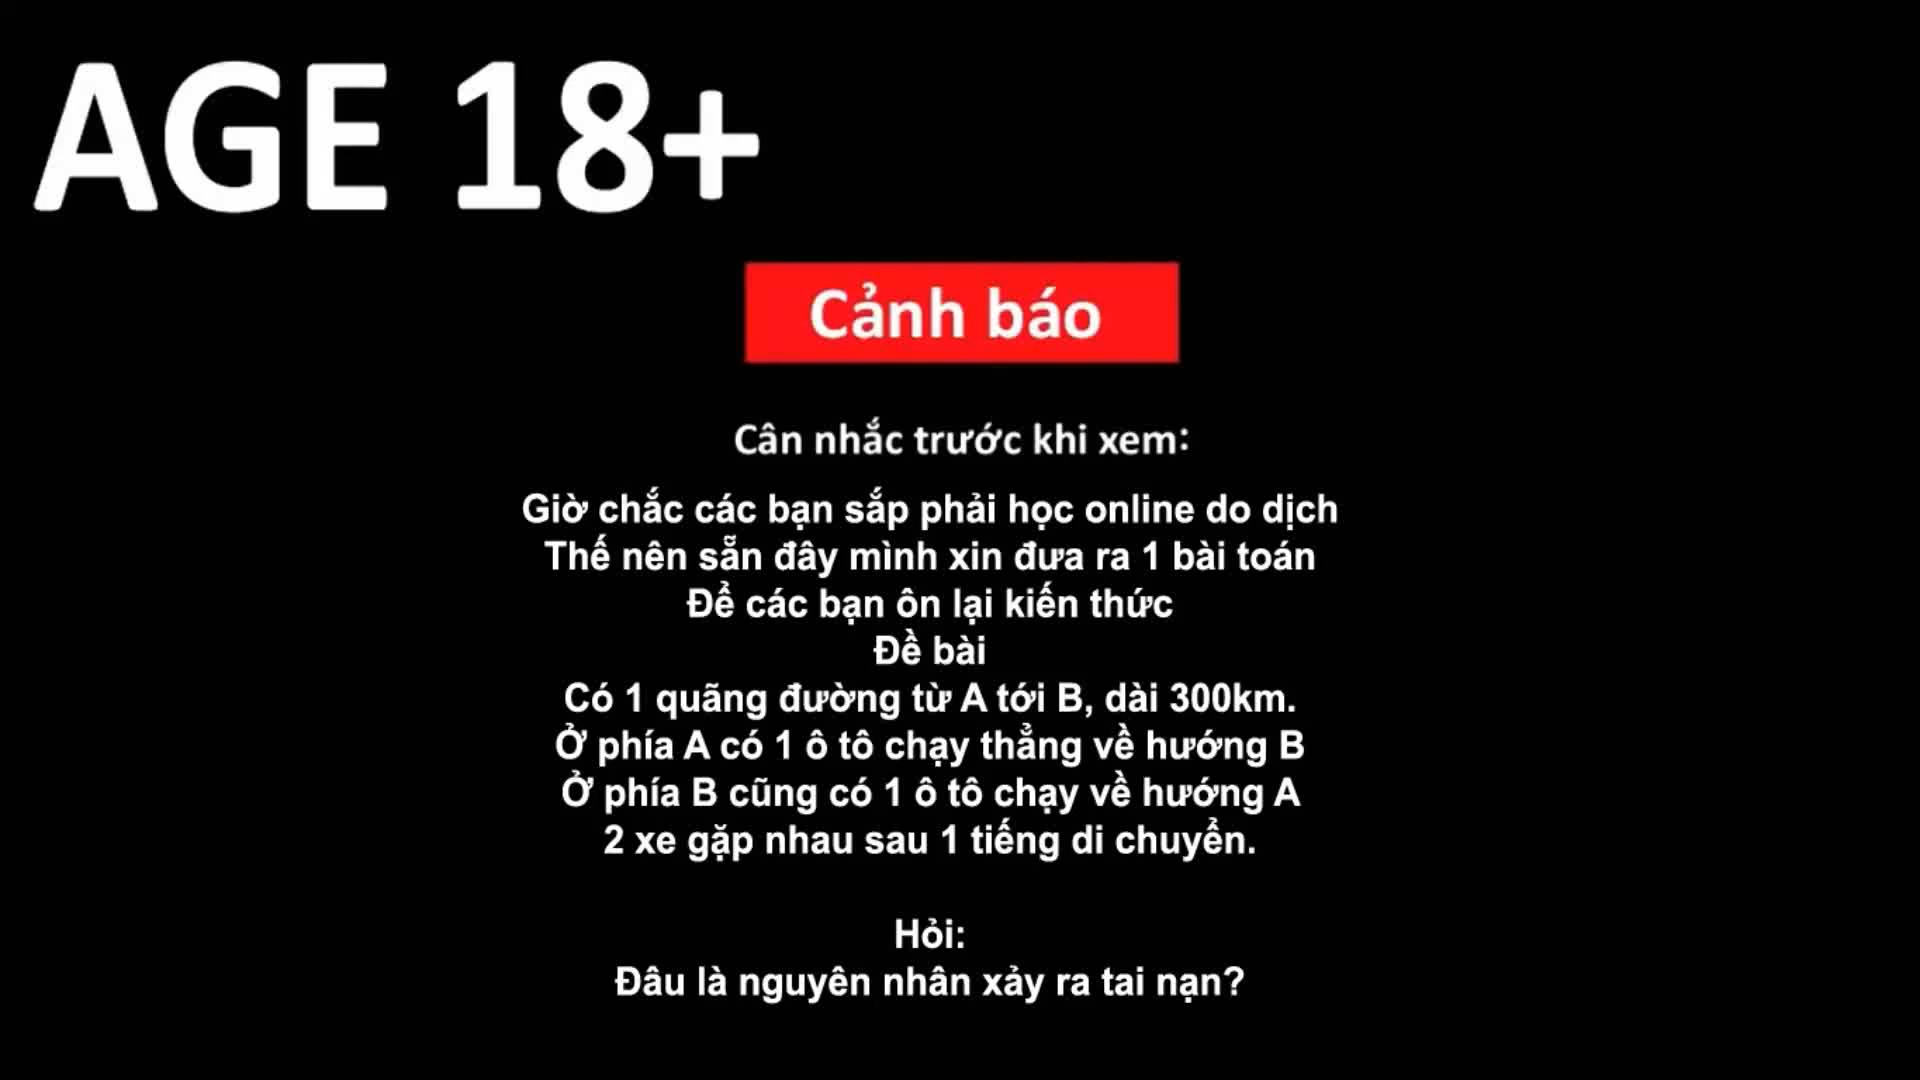 AGE 18+
Cảnh báo
Cân nhắc trước khi xem:
Giờ chắc các bạn sắp phải học online do dịch
Thế nên sẵn đây mình xin đưa ra 1 bài toán
Để các bạn ôn lại kiến thức
Đề bài
Có 1 quãng đường từ A tới B, dài 300km.
Ở phía A có 1 ô tô chạy thẳng về hướng B
Ở phía B cũng có 1 ô tô chạy về hướng A
2 xe gặp nhau sau 1 tiếng di chuyển.
Hỏi:
Đâu là nguyên nhân xảy ra tai nạn?